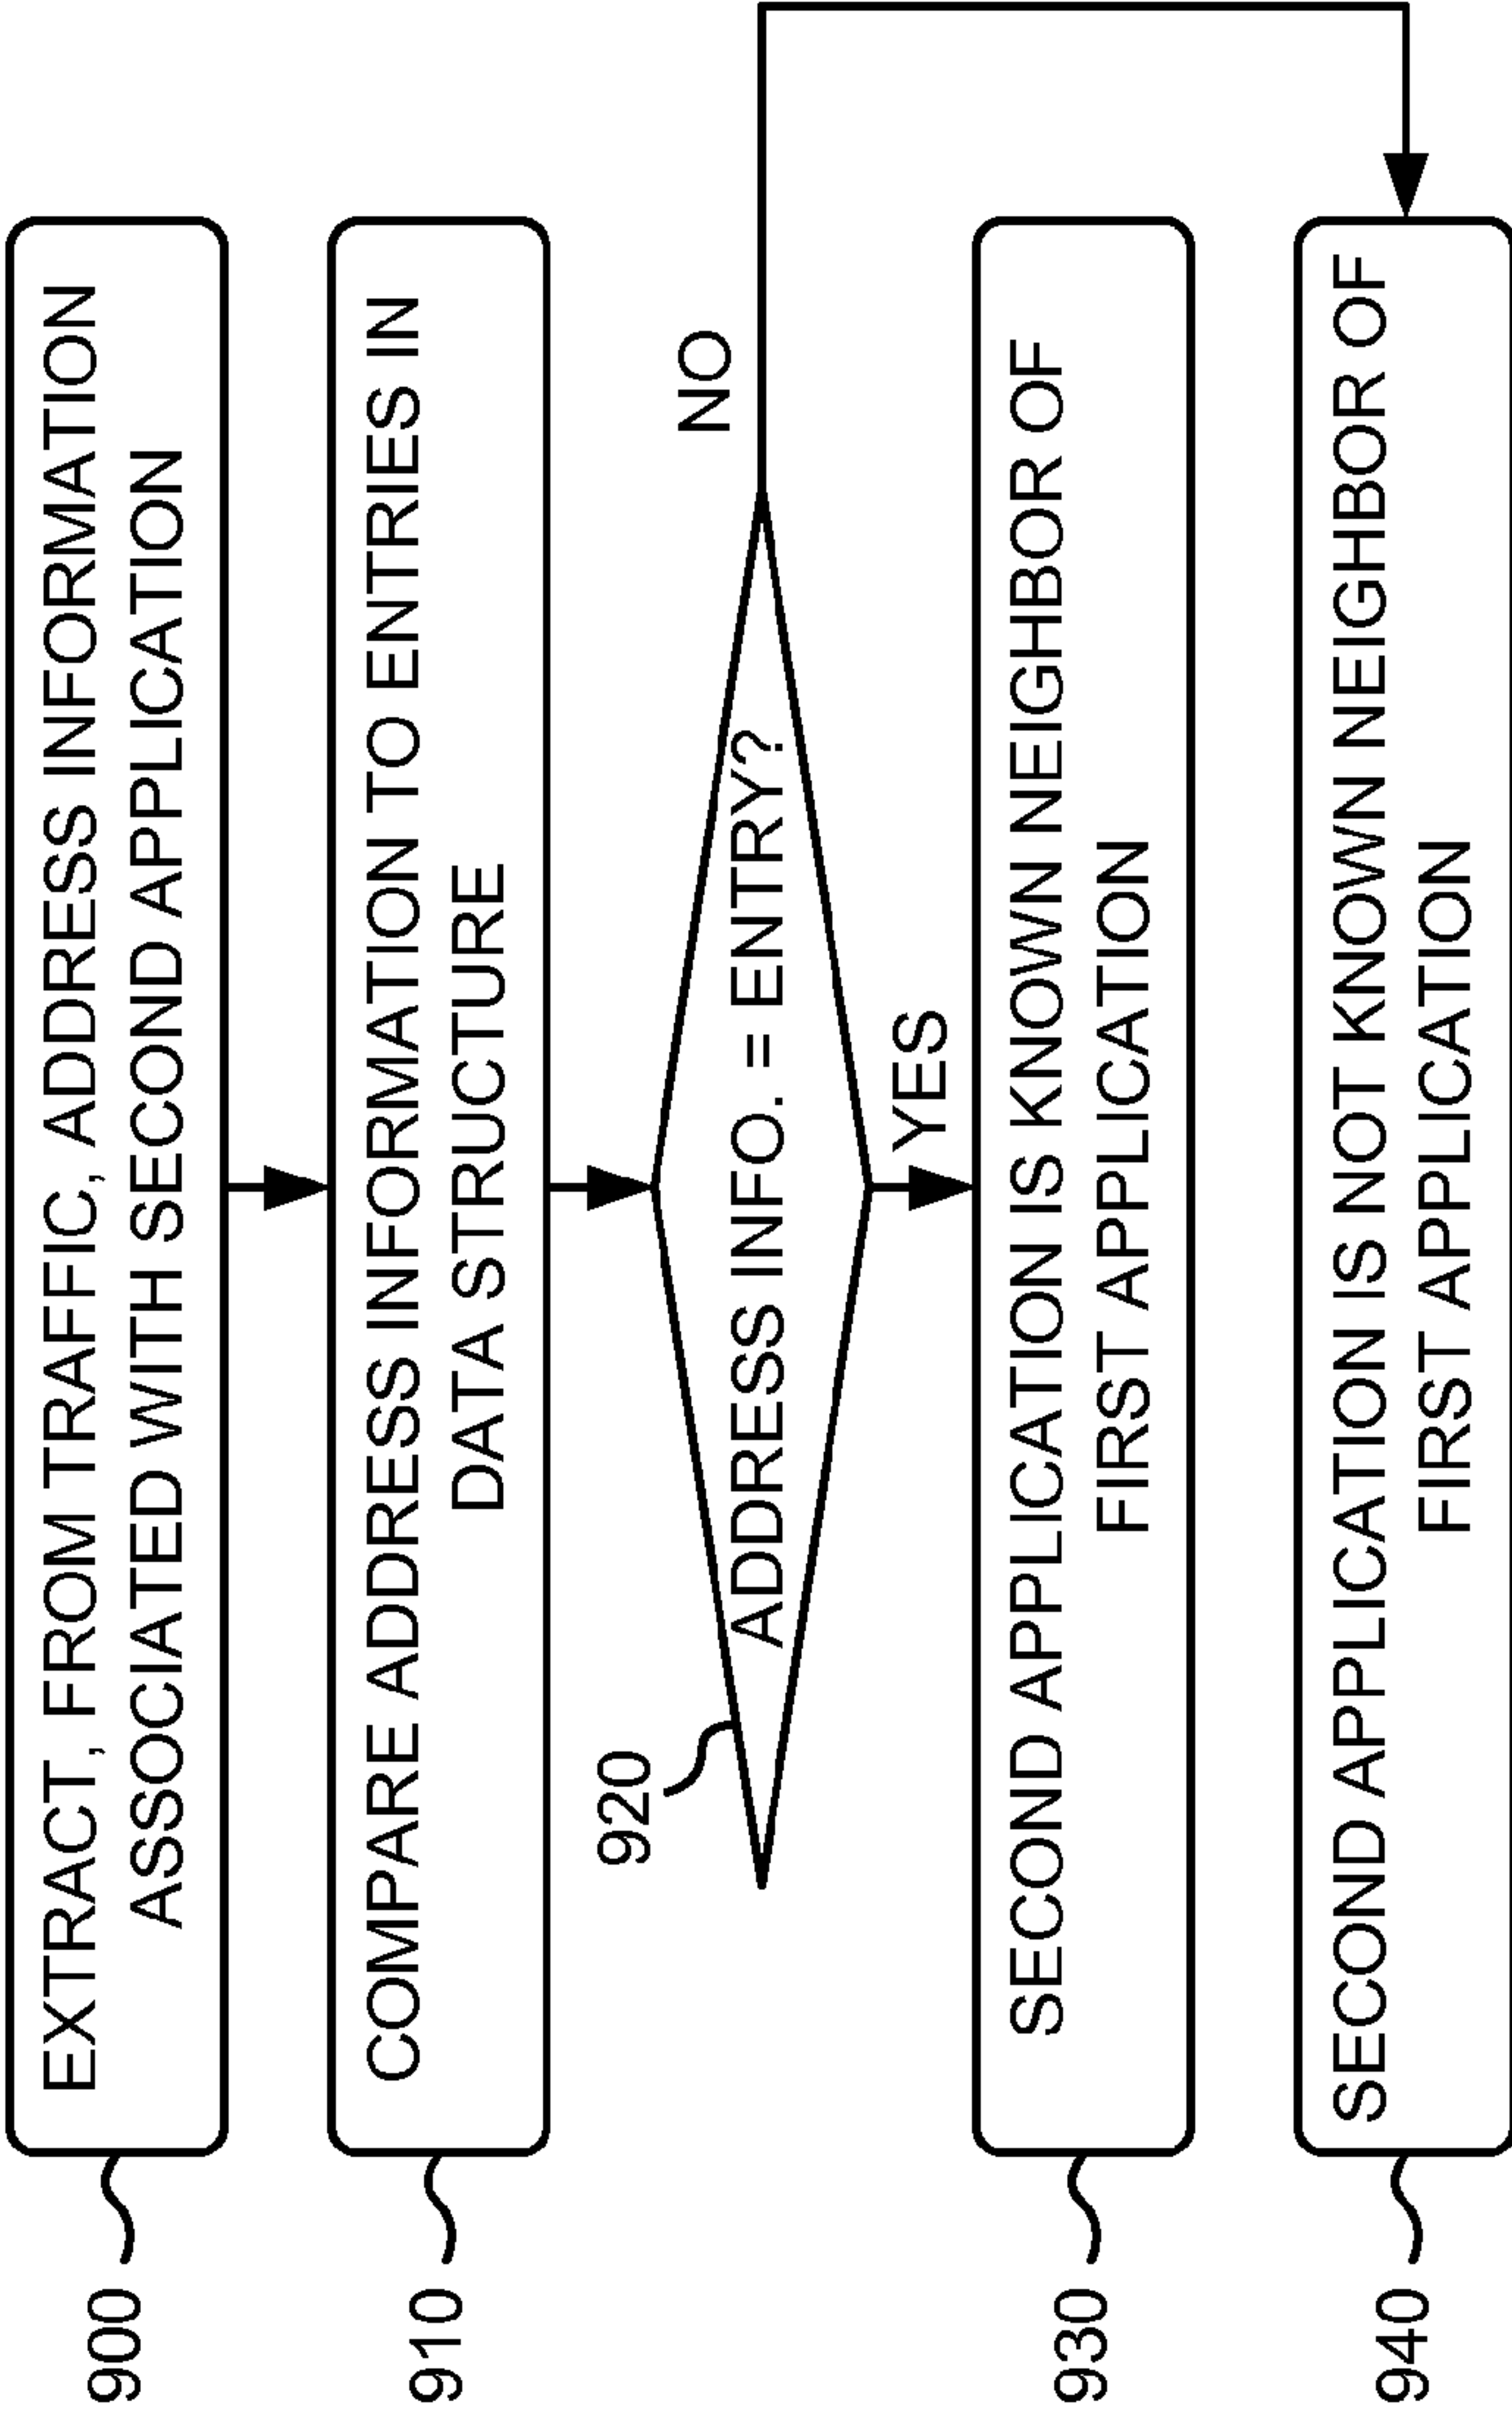 900
EXTRACT, FROM TRAFFIC, ADDRESS INFORMATION
ASSOCIATED WITH SECOND APPLICATION
910
COMPARE ADDRESS INFORMATION TO ENTRIES IN
DATA STRUCTURE
920
ADDRESS INFO. = ENTRY?
NO
YES
930
SECOND APPLICATION IS KNOWN NEIGHBOR OF
FIRST APPLICATION
940
SECOND APPLICATION IS NOT KNOWN NEIGHBOR OF
FIRST APPLICATION